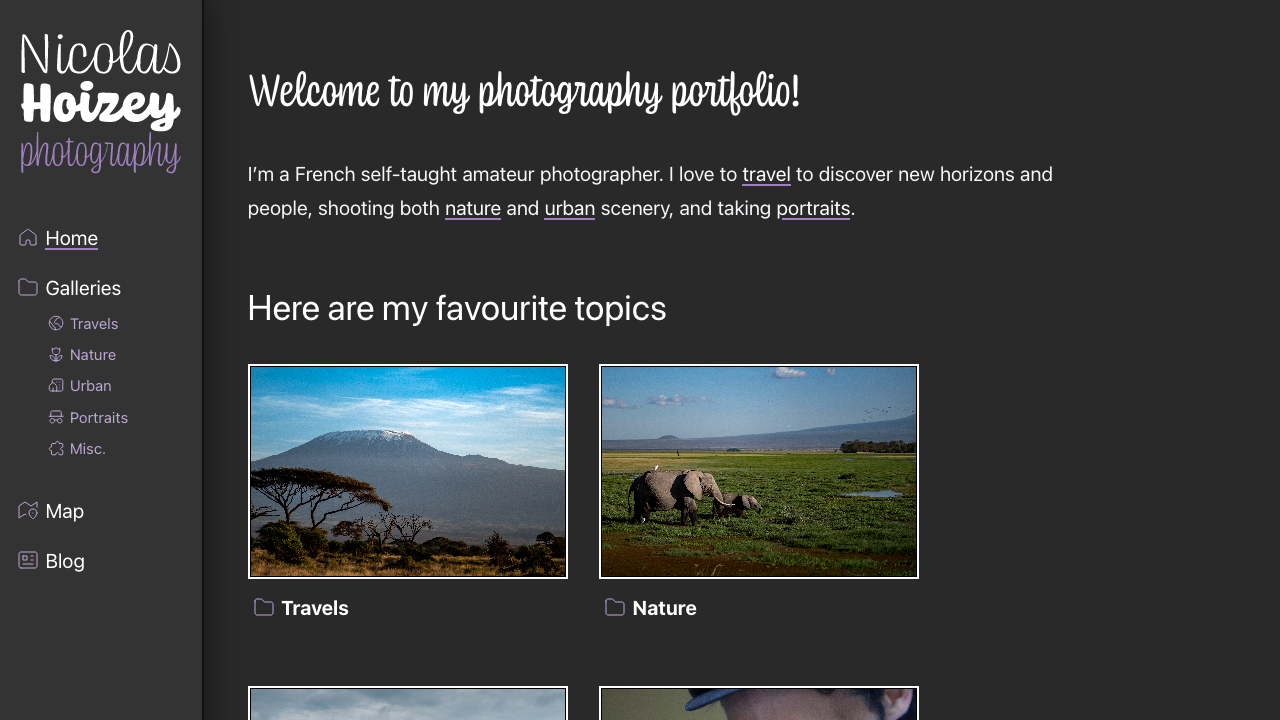 Nicolas
Hoizey
photography
Home
Galleries
Travels
Nature
Urban
Portraits
Misc.
Map
Blog
Welcome to my photography portfolio!
I’m a French self-taught amateur photographer. I love to travel to discover new horizons and
people, shooting both nature and urban scenery, and taking portraits.
Here are my favourite topics
Travels
Nature